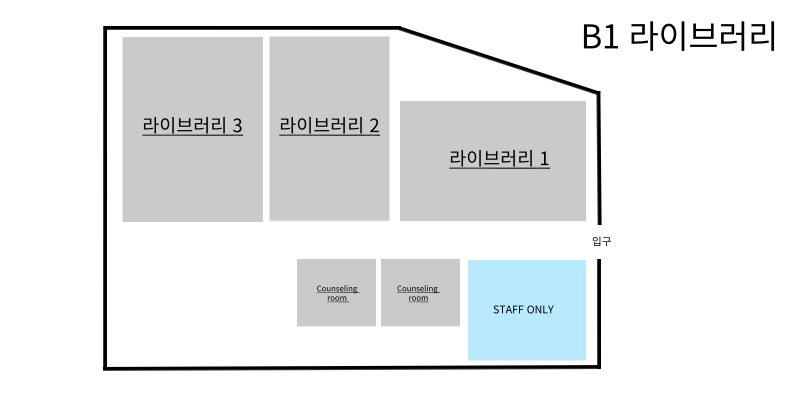 B1 라이브러리
라이브러리 3
라이브러리 2
라이브러리 1
입구
Counseling
room
Counseling
room
STAFF ONLY